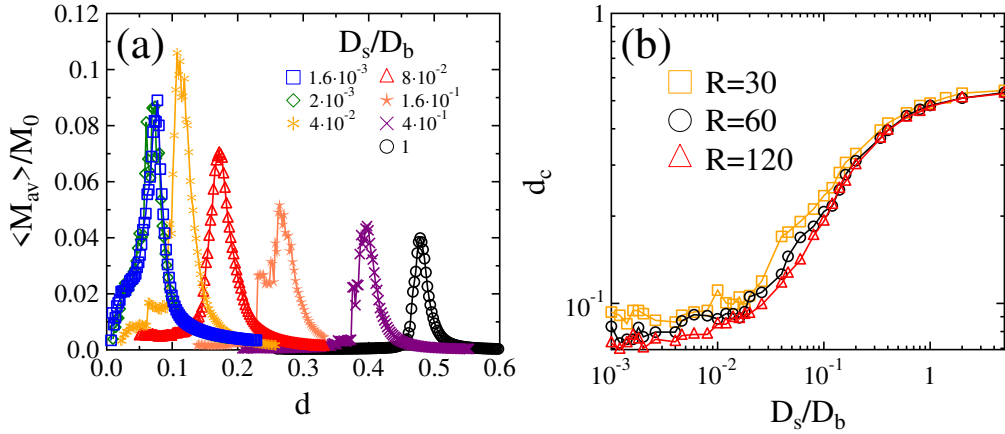 (a)
D_s/D_b
1.6·10^-3
2·10^-3
4·10^-2
8·10^-2
1.6·10^-1
4·10^-1
1
<M_av>/M_0
0.12
0.10
0.08
0.06
0.04
0.02
0.0
0.0 0.1 0.2 0.3 0.4 0.5 0.6
d
(b)
R=30
R=60
R=120
d_c
1
10^-1
10^-3 10^-2 10^-1 1
D_s/D_b